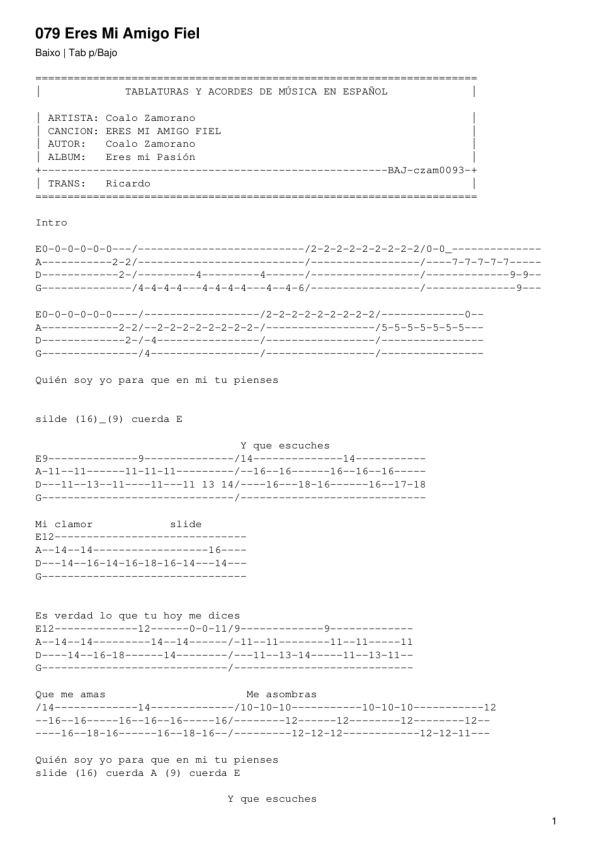 079 Eres Mi Amigo Fiel
Baixo | Tab p/Bajo
=====================================================================
| TABLATURAS Y ACORDES DE MÚSICA EN ESPAÑOL |
| ARTISTA: Coalo Zamorano |
| CANCION: ERES MI AMIGO FIEL |
| AUTOR: Coalo Zamorano |
| ALBUM: Eres mi Pasión |
+------------------------------------------------------BAJ-czam0093-+
| TRANS: Ricardo |
=====================================================================
Intro
E0-0-0-0-0-0---/--------------------------/2-2-2-2-2-2-2-2-2/0-0_--------------
A-----------2-2/--------------------------/-----------------/----7-7-7-7-7-----
D------------2-/---------4---------4------/-----------------/-------------9-9--
G--------------/4-4-4-4---4-4-4-4---4--4-6/-----------------/--------------9---
E0-0-0-0-0-0----/------------------/2-2-2-2-2-2-2-2-2/-------------0--
A------------2-2/--2-2-2-2-2-2-2-2-/-----------------/5-5-5-5-5-5-5---
D-------------2-/-4----------------/-----------------/----------------
G---------------/4-----------------/-----------------/----------------
Quién soy yo para que en mi tu pienses
silde (16)_(9) cuerda E
Y que escuches
E9--------------9--------------/14--------------14-----------
A-11--11------11-11-11---------/--16--16------16--16--16-----
D---11--13--11----11---11 13 14/----16---18-16------16--17-18
G------------------------------/-----------------------------
Mi clamor slide
E12------------------------------
A--14--14------------------16----
D---14--16-14-16-18-16-14---14---
G--------------------------------
Es verdad lo que tu hoy me dices
E12-------------12------0-0-11/9-------------9-------------
A--14--14---------14--14------/-11--11--------11--11-----11
D----14--16-18------14--------/---11--13-14-----11--13-11--
G-----------------------------/----------------------------
Que me amas Me asombras
/14-------------14-------------/10-10-10-----------10-10-10-----------12
--16--16-----16--16--16-----16/--------12------12--------12--------12--
----16--18-16------16--18-16--/---------12-12-12------------12-12-11---
Quién soy yo para que en mi tu pienses
slide (16) cuerda A (9) cuerda E
Y que escuches
1